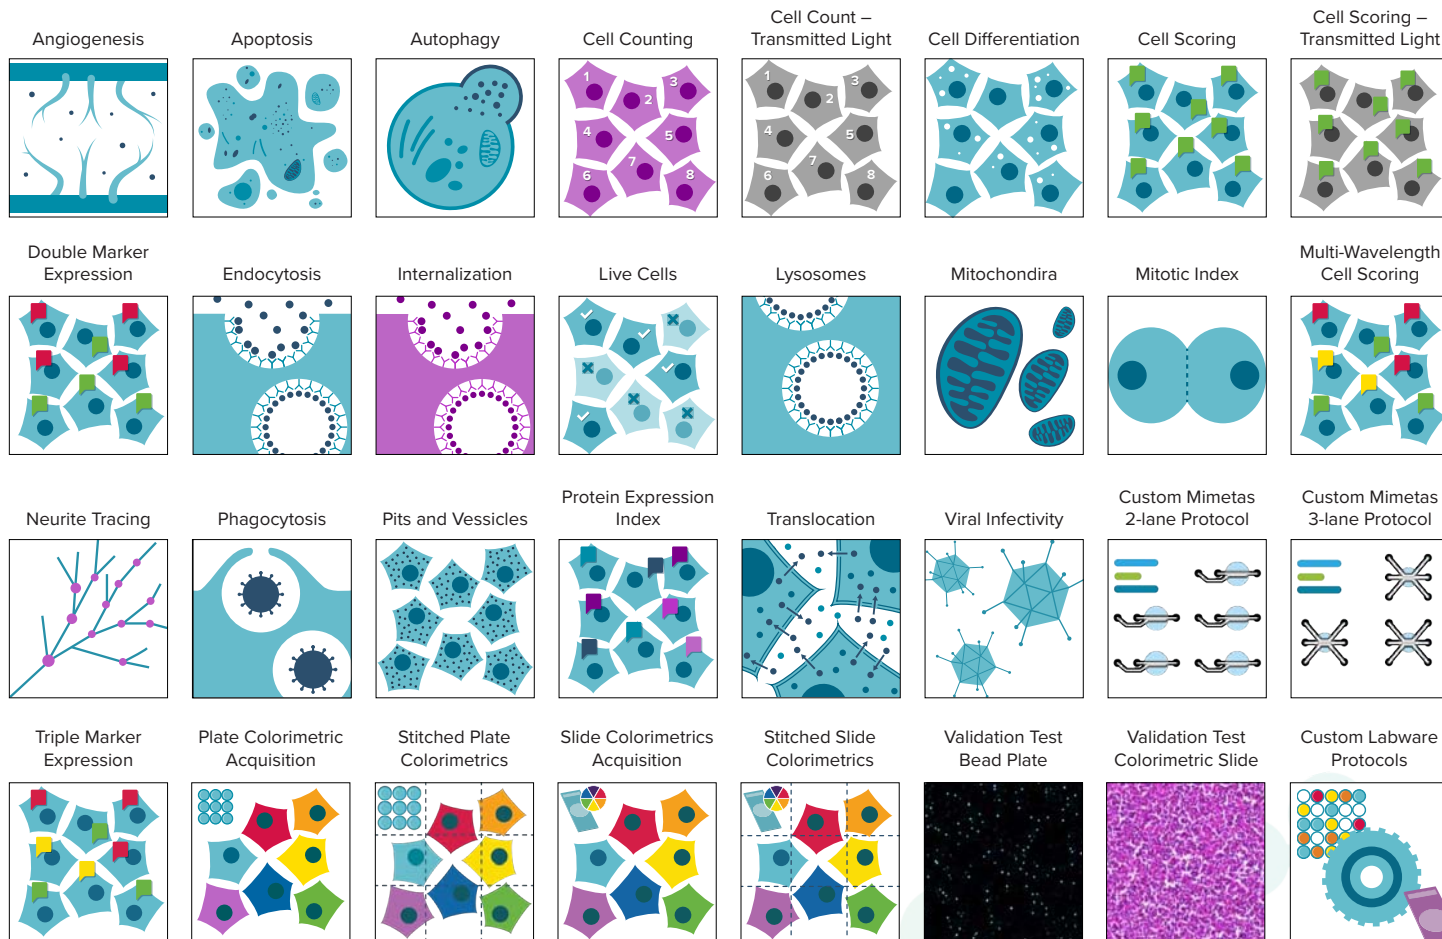 Angiogenesis
Apoptosis
Autophagy
Cell Counting
Cell Count –
Transmitted Light
Cell Differentiation
Cell Scoring
Cell Scoring –
Transmitted Light
1
2
3
4
5
6
7
8
1
2
3
4
5
6
7
8
Double Marker
Expression
Endocytosis
Internalization
Live Cells
Lysosomes
Mitochondira
Mitotic Index
Multi-Wavelength
Cell Scoring
Neurite Tracing
Phagocytosis
Pits and Vessicles
Protein Expression
Index
Translocation
Viral Infectivity
Custom Mimetas
2-lane Protocol
Custom Mimetas
3-lane Protocol
Triple Marker
Expression
Plate Colorimetric
Acquisition
Stitched Plate
Colorimetrics
Slide Colorimetrics
Acquisition
Stitched Slide
Colorimetrics
Validation Test
Bead Plate
Validation Test
Colorimetric Slide
Custom Labware
Protocols